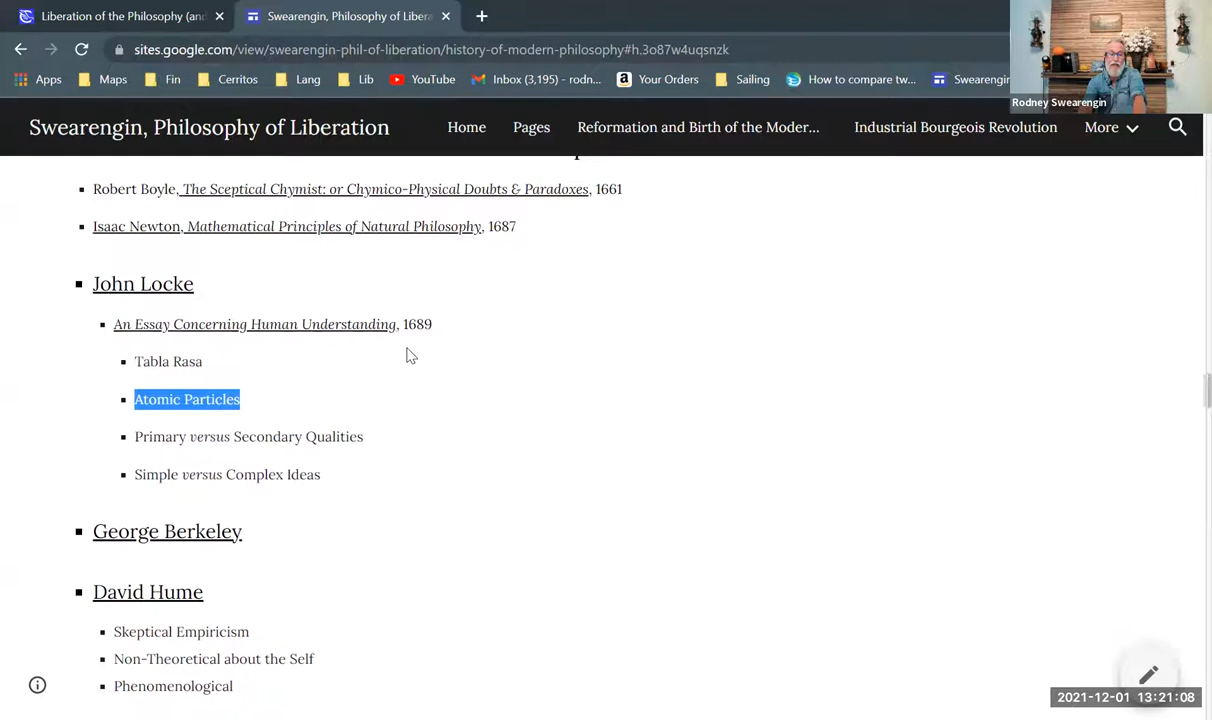 Liberation of the Philosophy (and
Swearengin, Philosophy of Libera
sites.google.com/view/swearengin-phil-of-liberation/history-of-modern-philosophy#h.3o87w4uqsnzk
Apps Maps Fin Cerritos Lang Lib YouTube Inbox (3,195) - rodn... Your Orders Sailing How to compare tw... Swearengin
Rodney Swearengin
Swearengin, Philosophy of Liberation Home Pages Reformation and Birth of the Moder... Industrial Bourgeois Revolution More
Robert Boyle, The Sceptical Chymist: or Chymico-Physical Doubts & Paradoxes, 1661
Isaac Newton, Mathematical Principles of Natural Philosophy, 1687
John Locke
An Essay Concerning Human Understanding, 1689
Tabla Rasa
Atomic Particles
Primary versus Secondary Qualities
Simple versus Complex Ideas
George Berkeley
David Hume
Skeptical Empiricism
Non-Theoretical about the Self
Phenomenological
2021-12-01 13:21:08